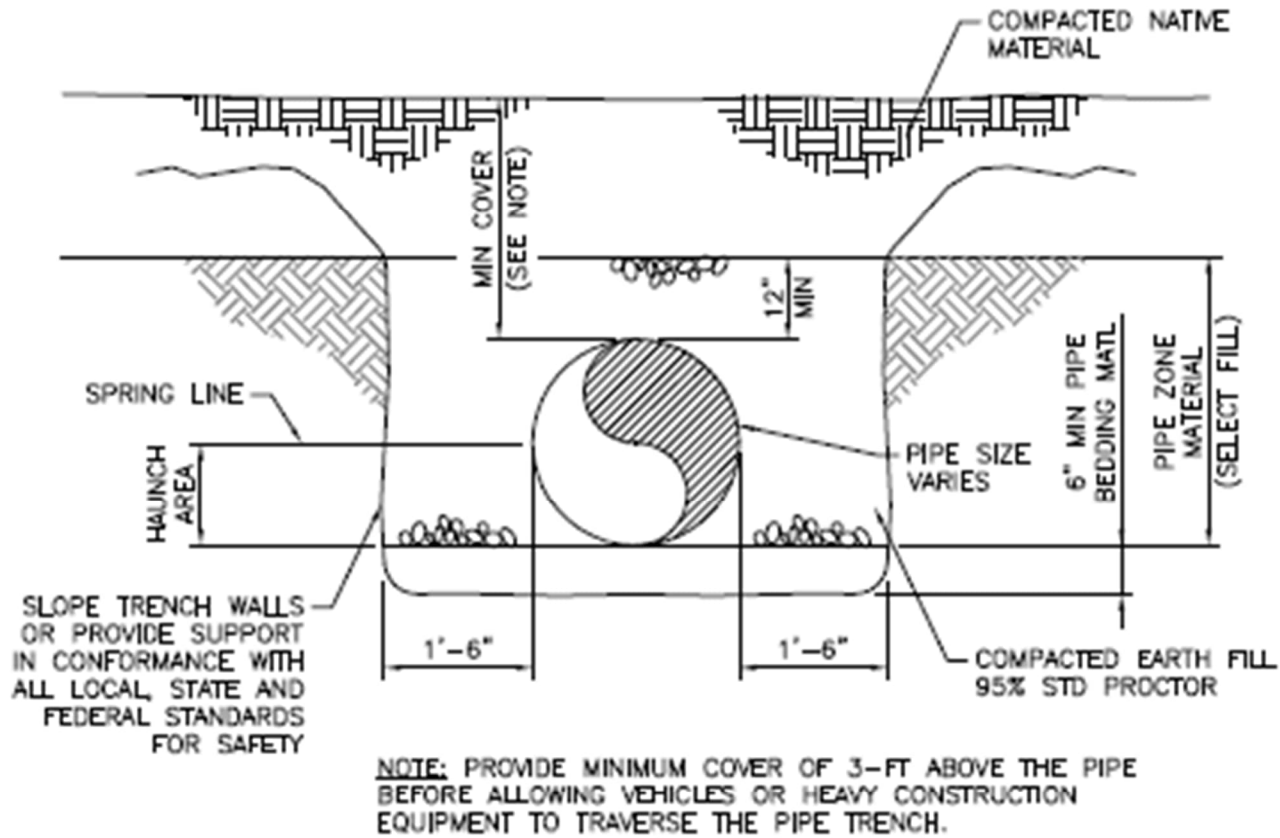 COMPACTED NATIVE
MATERIAL
MIN COVER
(SEE NOTE)
12"
MIN
SPRING LINE
HAUNCH
AREA
PIPE SIZE
VARIES
6" MIN PIPE
BEDDING MATL
PIPE ZONE
MATERIAL
(SELECT FILL)
SLOPE TRENCH WALLS
OR PROVIDE SUPPORT
IN CONFORMANCE WITH
ALL LOCAL, STATE AND
FEDERAL STANDARDS
FOR SAFETY
1'-6"
1'-6"
COMPACTED EARTH FILL
95% STD PROCTOR
NOTE: PROVIDE MINIMUM COVER OF 3-FT ABOVE THE PIPE
BEFORE ALLOWING VEHICLES OR HEAVY CONSTRUCTION
EQUIPMENT TO TRAVERSE THE PIPE TRENCH.